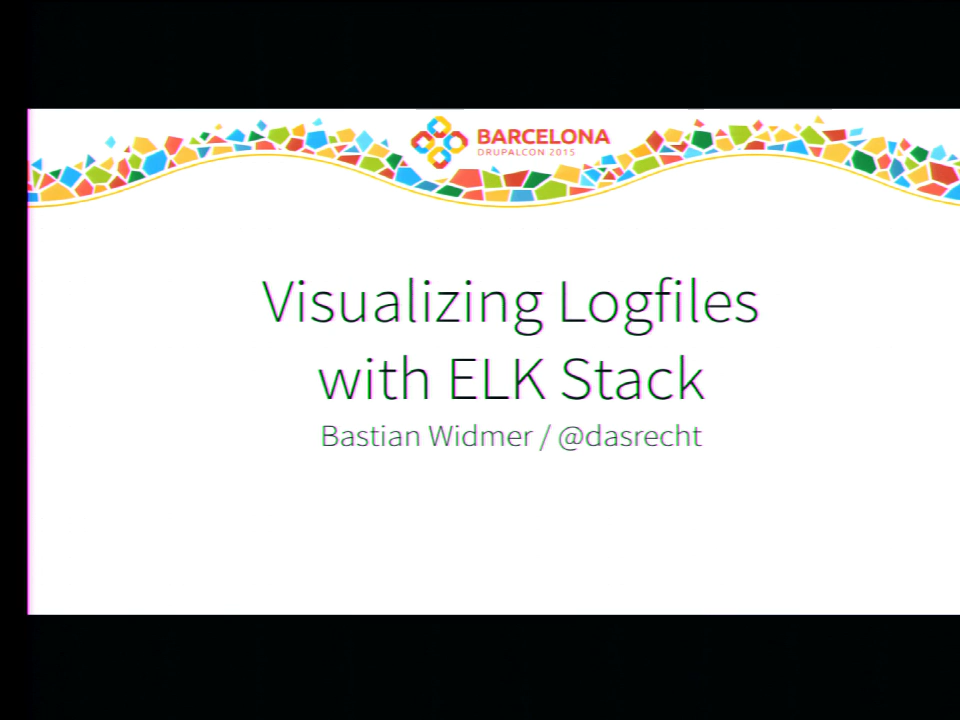 BARCELONA
DRUPALCON 2015
Visualizing Logfiles
with ELK Stack
Bastian Widmer / @dasrecht